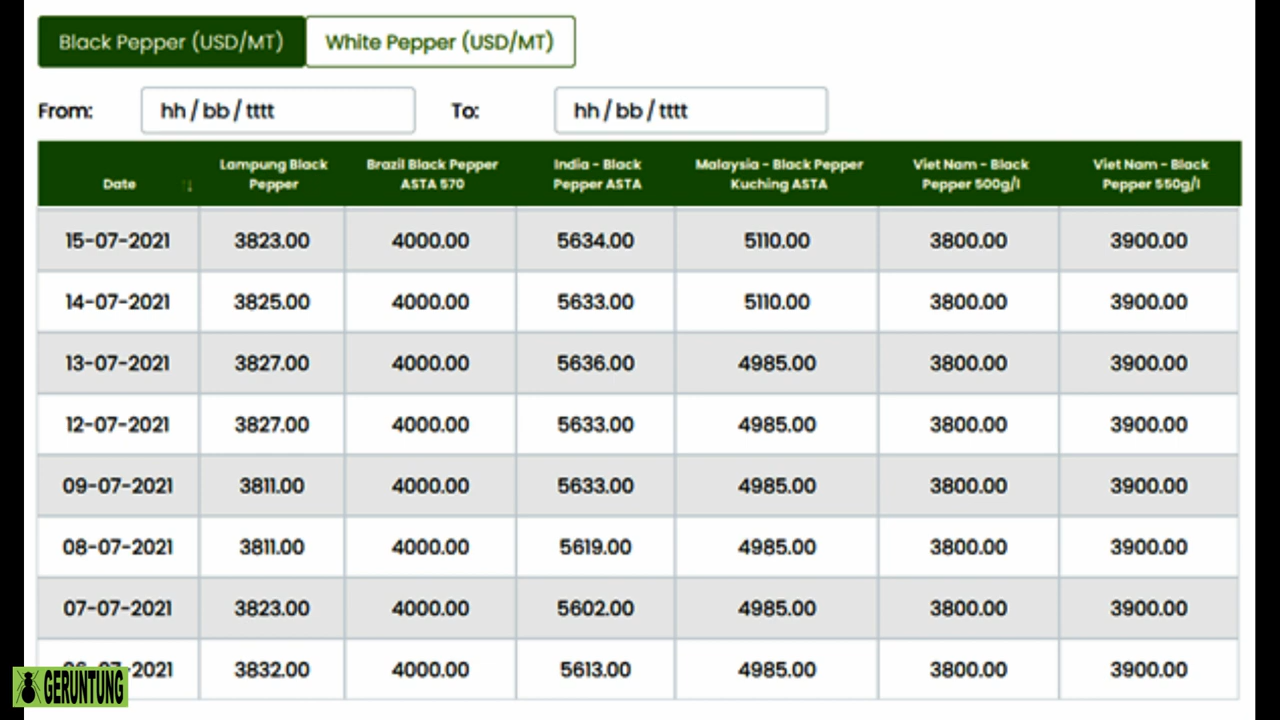 Black Pepper (USD/MT) White Pepper (USD/MT)
From: hh / bb / tttt To: hh / bb / tttt
Date Lampung Black Pepper Brazil Black Pepper ASTA 570 India - Black Pepper ASTA Malaysia - Black Pepper Kuching ASTA Viet Nam - Black Pepper 500g/l Viet Nam - Black Pepper 550g/l
15-07-2021 3823.00 4000.00 5634.00 5110.00 3800.00 3900.00
14-07-2021 3825.00 4000.00 5633.00 5110.00 3800.00 3900.00
13-07-2021 3827.00 4000.00 5636.00 4985.00 3800.00 3900.00
12-07-2021 3827.00 4000.00 5633.00 4985.00 3800.00 3900.00
09-07-2021 3811.00 4000.00 5633.00 4985.00 3800.00 3900.00
08-07-2021 3811.00 4000.00 5619.00 4985.00 3800.00 3900.00
07-07-2021 3823.00 4000.00 5602.00 4985.00 3800.00 3900.00
-2021 3832.00 4000.00 5613.00 4985.00 3800.00 3900.00
GERUNTUNG